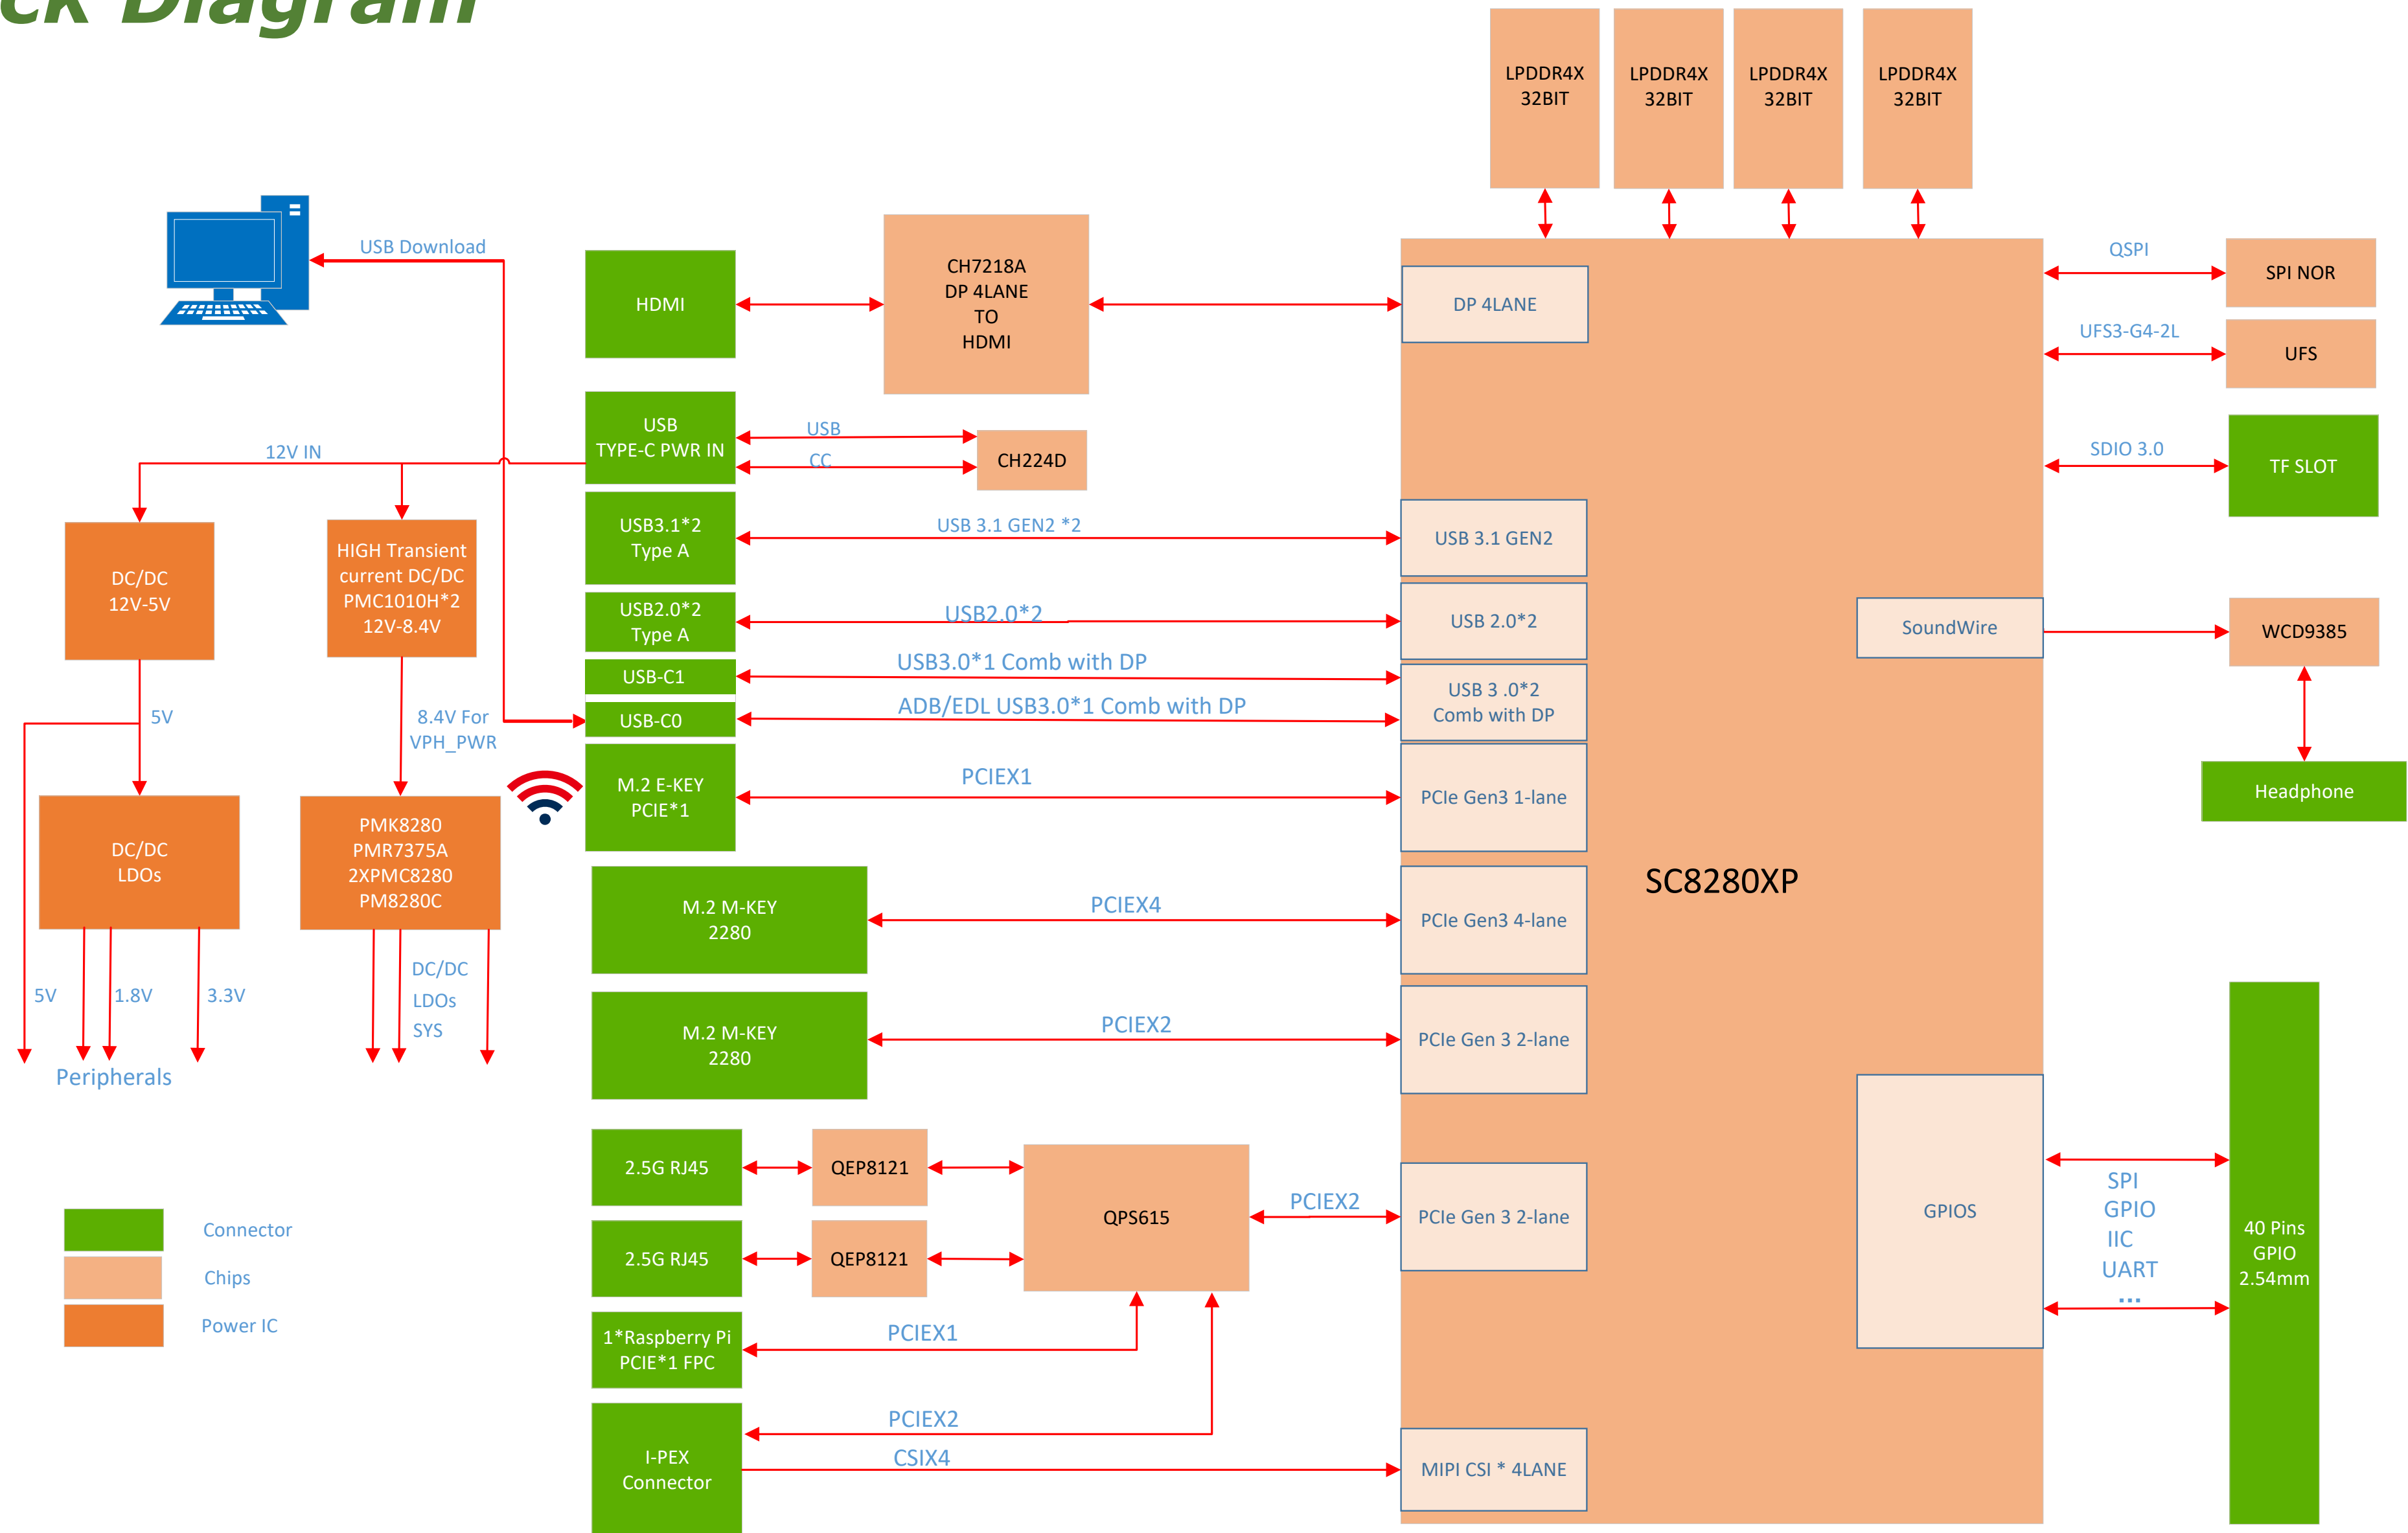 ck Diagram
LPDDR4X
32BIT
LPDDR4X
32BIT
LPDDR4X
32BIT
LPDDR4X
32BIT
USB Download
HDMI
CH7218A
DP 4LANE
TO
HDMI
DP 4LANE
QSPI
SPI NOR
UFS3-G4-2L
UFS
SDIO 3.0
TF SLOT
12V IN
USB
TYPE-C PWR IN
USB
CC
CH224D
USB3.1*2
Type A
USB 3.1 GEN2 *2
USB 3.1 GEN2
DC/DC
12V-5V
HIGH Transient
current DC/DC
PMC1010H*2
12V-8.4V
USB2.0*2
Type A
USB2.0*2
USB 2.0*2
SoundWire
WCD9385
USB-C1
USB3.0*1 Comb with DP
USB 3 .0*2
Comb with DP
USB-C0
ADB/EDL USB3.0*1 Comb with DP
5V
8.4V For
VPH_PWR
M.2 E-KEY
PCIE*1
PCIEX1
PCIe Gen3 1-lane
Headphone
DC/DC
LDOs
PMK8280
PMR7375A
2XPMC8280
PM8280C
SC8280XP
M.2 M-KEY
2280
PCIEX4
PCIe Gen3 4-lane
5V
1.8V
3.3V
DC/DC
LDOs
SYS
Peripherals
M.2 M-KEY
2280
PCIEX2
PCIe Gen 3 2-lane
2.5G RJ45
QEP8121
QPS615
PCIEX2
PCIe Gen 3 2-lane
GPIOS
SPI
GPIO
IIC
UART
...
40 Pins
GPIO
2.54mm
2.5G RJ45
QEP8121
Connector
Chips
Power IC
1*Raspberry Pi
PCIE*1 FPC
PCIEX1
I-PEX
Connector
PCIEX2
CSIX4
MIPI CSI * 4LANE